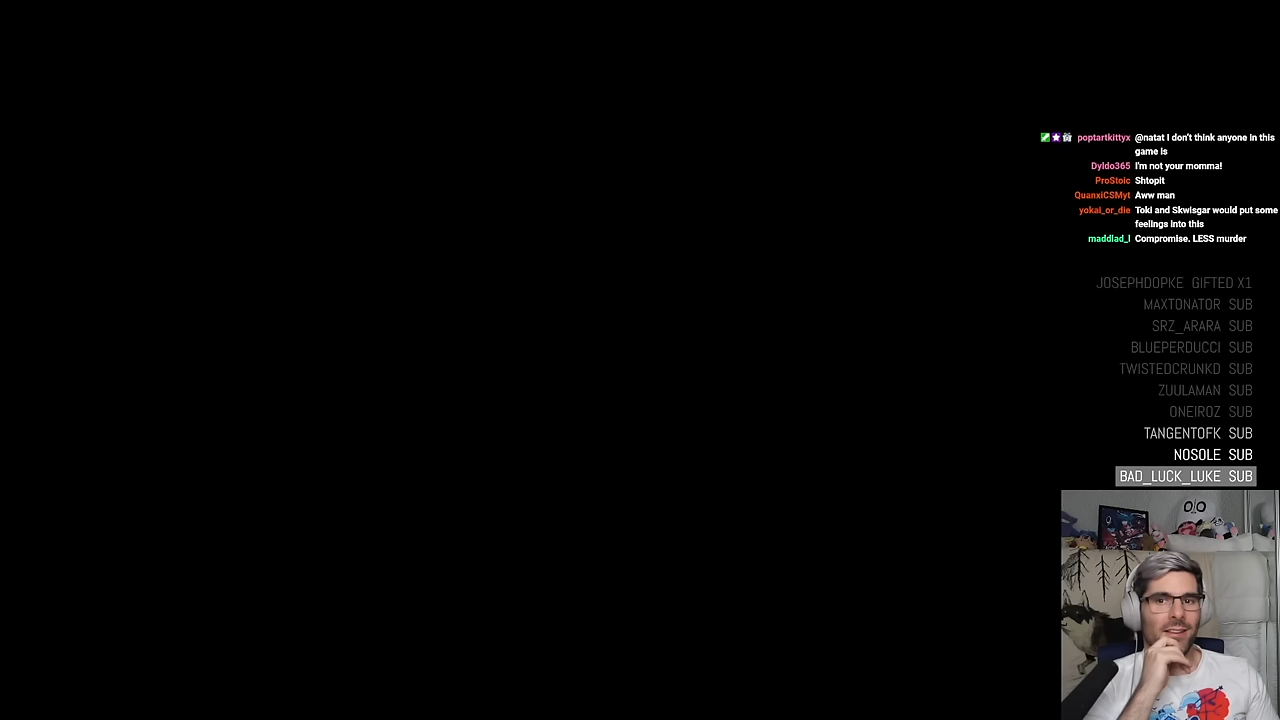 poptartkittyx @natat I don't think anyone in this
game is
Dyldo365 I'm not your momma!
ProStoic Shtopit
QuanxiCSMyt Aww man
yokai_or_die Toki and Skwisgar would put some
feelings into this
maddlad_l Compromise. LESS murder
JOSEPHDOPKE GIFTED X1
MAXTONATOR SUB
SRZ_ARARA SUB
BLUEPERDUCCI SUB
TWISTEDCRUNKD SUB
ZUULAMAN SUB
ONEIROZ SUB
TANGENTOFK SUB
NOSOLE SUB
BAD_LUCK_LUKE SUB